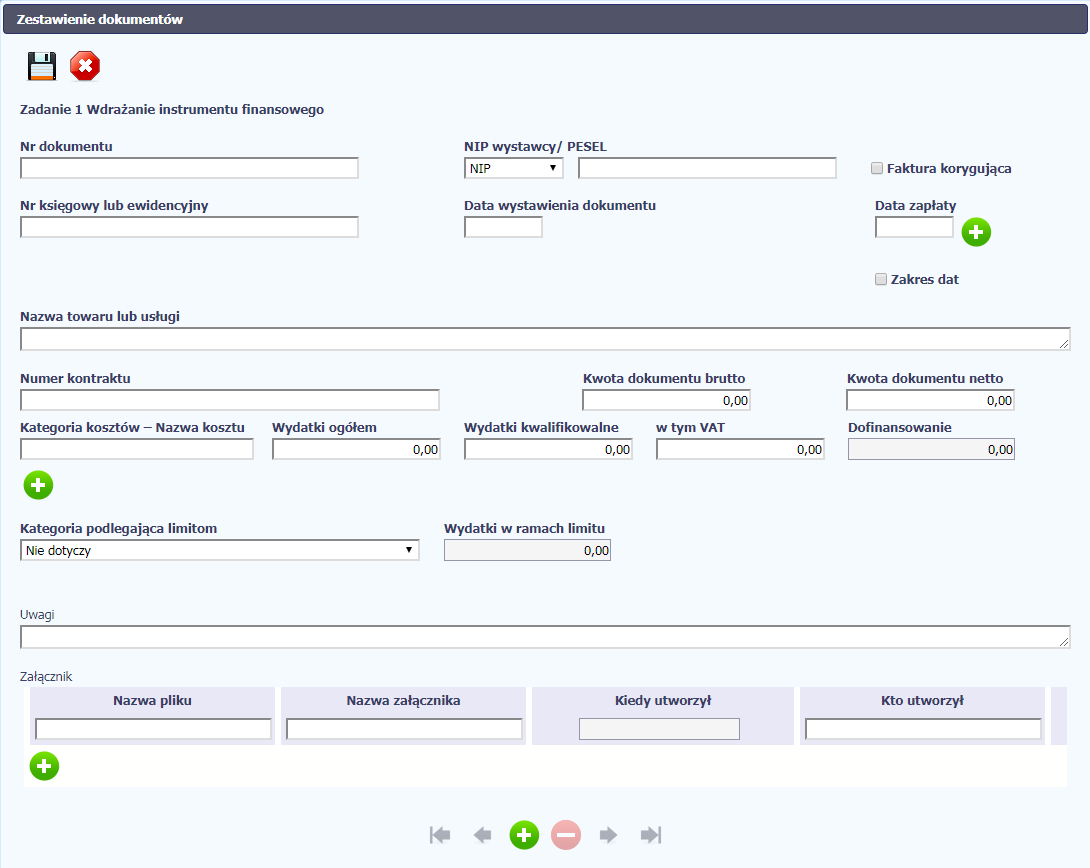 Zestawienie dokumentów
Zadanie 1 Wdrażanie instrumentu finansowego
Nr dokumentu
NIP wystawcy/ PESEL
NIP
Faktura korygująca
Nr księgowy lub ewidencyjny
Data wystawienia dokumentu
Data zapłaty
Zakres dat
Nazwa towaru lub usługi
Numer kontraktu
Kwota dokumentu brutto
Kwota dokumentu netto
0,00
0,00
Kategoria kosztów – Nazwa kosztu
Wydatki ogółem
Wydatki kwalifikowalne
w tym VAT
Dofinansowanie
0,00
0,00
0,00
0,00
Kategoria podlegająca limitom
Wydatki w ramach limitu
Nie dotyczy
0,00
Uwagi
Załącznik
Nazwa pliku
Nazwa załącznika
Kiedy utworzył
Kto utworzył